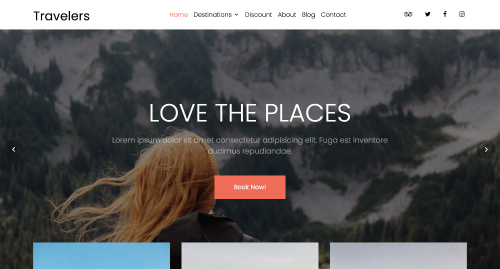 Travelers
Home Destinations Discount About Blog Contact
LOVE THE PLACES
Lorem ipsum dolor sit amet consectetur adipisicing elit. Fuga est inventore
ducimus repudiandae.
Book Now!